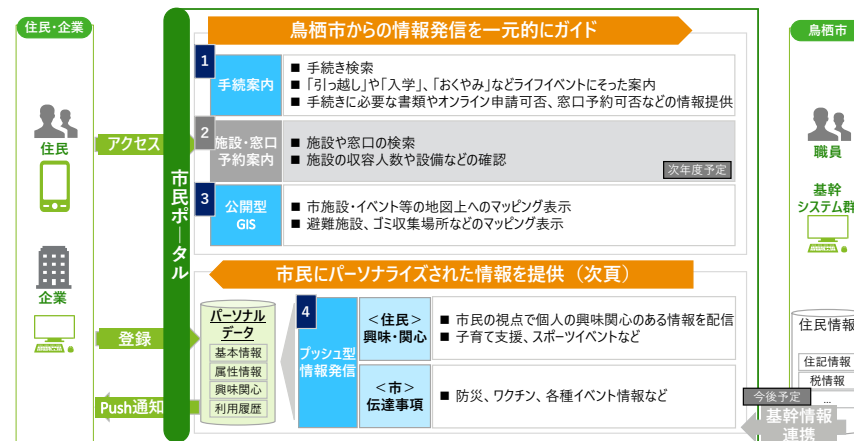 住民・企業
住民
企業
アクセス
登録
Push通知
市民ポータル
鳥栖市からの情報発信を一元的にガイド
1
手続案内
■ 手続き検索
■ 「引っ越し」や「入学」、「おくやみ」などライフイベントにそった案内
■ 手続きに必要な書類やオンライン申請可否、窓口予約可否などの情報提供
2
施設・窓口
予約案内
■ 施設や窓口の検索
■ 施設の収容人数や設備などの確認
次年度予定
3
公開型
GIS
■ 市施設・イベント等の地図上へのマッピング表示
■ 避難施設、ゴミ収集場所などのマッピング表示
市民にパーソナライズされた情報を提供（次頁）
パーソナル
データ
基本情報
属性情報
興味関心
利用履歴
4
プッシュ型
情報発信
＜住民＞
興味・関心
■ 市民の視点で個人の興味関心のある情報を配信
■ 子育て支援、スポーツイベントなど
＜市＞
伝達事項
■ 防災、ワクチン、各種イベント情報など
鳥栖市
職員
基幹
システム群
住民情報
住記情報
税情報
...
今後予定
基幹情報
連携